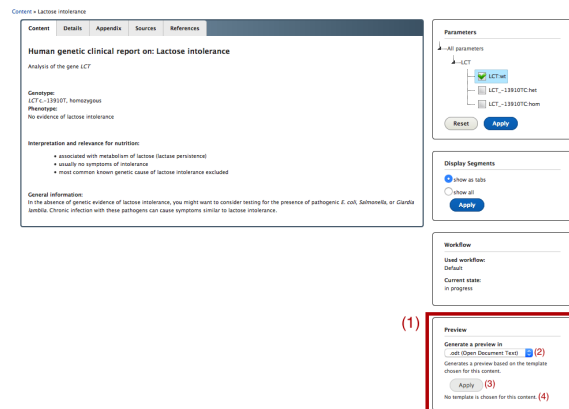 Content » Lactose intolerance
Content Details Appendix Sources References
Human genetic clinical report on: Lactose intolerance
Analysis of the gene LCT
Genotype:
LCT c.-13910T, homozygous
Phenotype:
No evidence of lactose intolerance
Interpretation and relevance for nutrition:
• associated with metabolism of lactose (lactase persistence)
• usually no symptoms of intolerance
• most common known genetic cause of lactose intolerance excluded
General information:
In the absence of genetic evidence of lactose intolerance, you might want to consider testing for the presence of pathogenic E. coli, Salmonella, or Giardia
lamblia. Chronic infection with these pathogens can cause symptoms similar to lactose intolerance.
Parameters
All parameters
LCT
LCT:wt
LCT_-13910TC:het
LCT_-13910TC:hom
Reset Apply
Display Segments
show as tabs
show all
Apply
Workflow
Used workflow:
Default
Current state:
in progress
(1)
Preview
Generate a preview in
.odt (Open Document Text) (2)
Generates a preview based on the template
chosen for this content.
Apply (3)
No template is chosen for this content. (4)